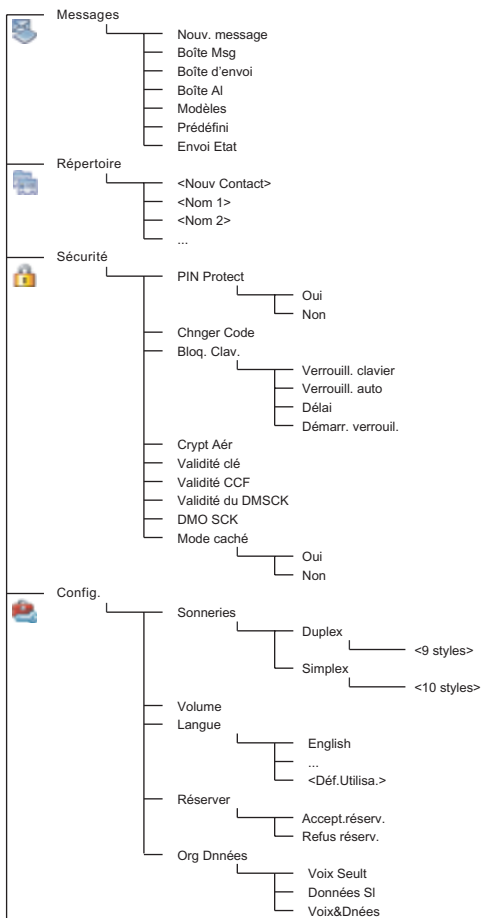 Messages
Nouv. message
Boîte Msg
Boîte d'envoi
Boîte Al
Modèles
Prédéfini
Envoi Etat
Répertoire
<Nouv Contact>
<Nom 1>
<Nom 2>
...
Sécurité
PIN Protect
Oui
Non
Chnger Code
Bloq. Clav.
Verrouill. clavier
Verrouill. auto
Délai
Démarr. verrouil.
Crypt Aér
Validité clé
Validité CCF
Validité du DMSCK
DMO SCK
Mode caché
Oui
Non
Config.
Sonneries
Duplex
<9 styles>
Simplex
<10 styles>
Volume
Langue
English
...
<Déf.Utilisa.>
Réserver
Accept.réserv.
Refus réserv.
Org Dnnées
Voix Seult
Données Sl
Voix&Dnées